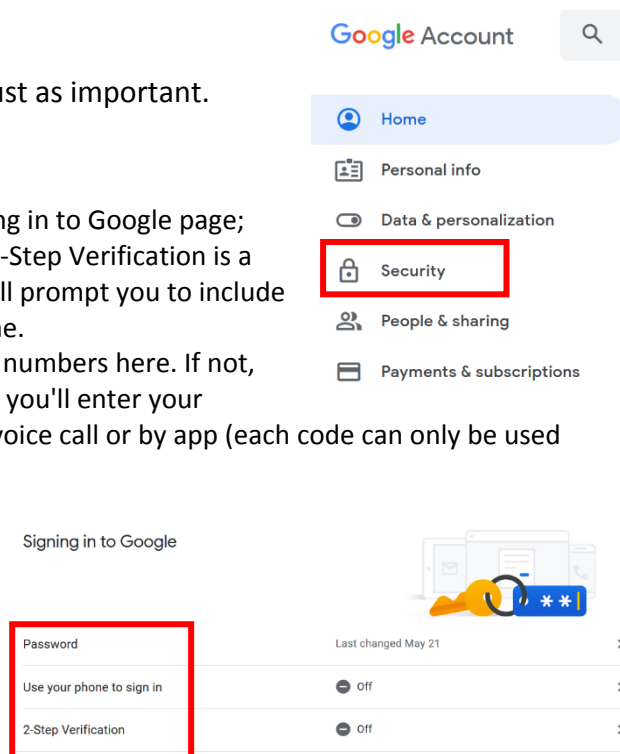 Google Account
ust as important.
Home
Personal info
ng in to Google page;
Data & personalization
-Step Verification is a
Security
ll prompt you to include
ne.
People & sharing
numbers here. If not,
Payments & subscriptions
you'll enter your
voice call or by app (each code can only be used
Signing in to Google
**|
Password Last changed May 21
Use your phone to sign in Off
2-Step Verification Off